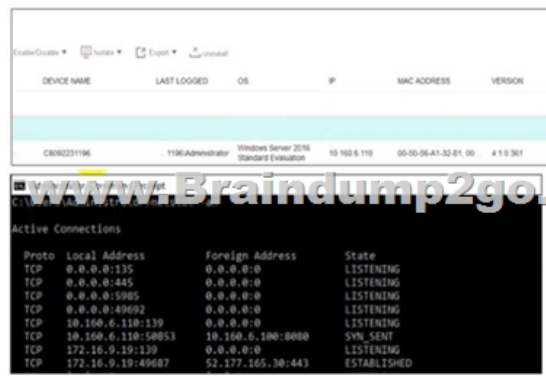 Enable/Disable ▼ Isolate ▼ Export ▼ Uninstall
DEVICE NAME LAST LOGGED OS IP MAC ADDRESS VERSION
C8092231196 ..1196\Administrator Windows Server 2016 Standard Evaluation 10.160.6.110 00-50-56-A1-32-81, 00... 4.1.0.361
www.Braindump2go.
Active Connections
Proto Local Address Foreign Address State
TCP 0.0.0.0:135 0.0.0.0:0 LISTENING
TCP 0.0.0.0:445 0.0.0.0:0 LISTENING
TCP 0.0.0.0:5985 0.0.0.0:0 LISTENING
TCP 0.0.0.0:49692 0.0.0.0:0 LISTENING
TCP 10.160.6.110:139 0.0.0.0:0 LISTENING
TCP 10.160.6.110:50853 10.160.6.100:8080 SYN_SENT
TCP 172.16.9.19:139 0.0.0.0:0 LISTENING
TCP 172.16.9.19:49687 52.177.165.30:443 ESTABLISHED